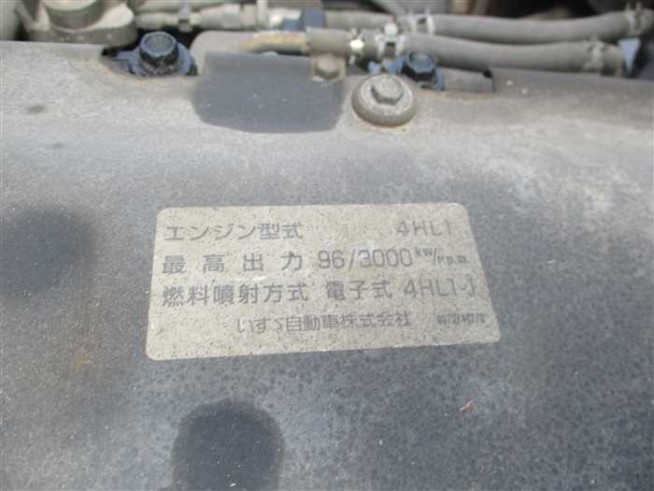 エンジン型式 4HL1
最高出力 96/3000 kW/r.p.m
燃料噴射方式 電子式 4HL1-J
いすゞ自動車株式会社